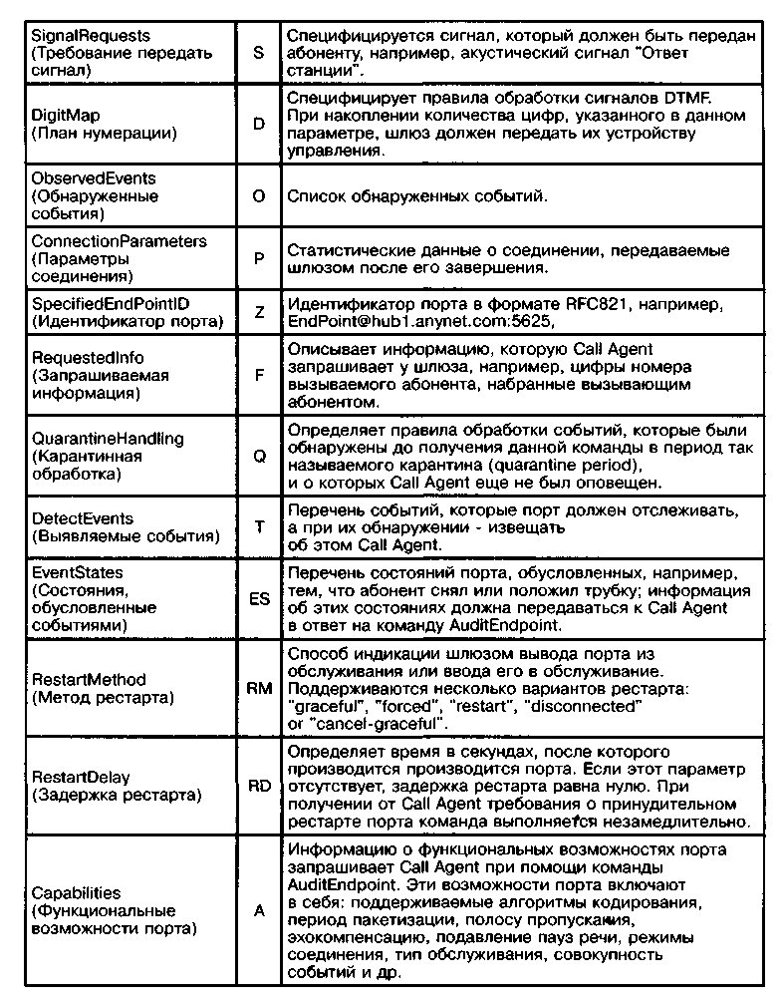 SignalRequests
(Требование передать
сигнал)
S
Специфицируется сигнал, который должен быть передан
абоненту, например, акустический сигнал "Ответ
станции".
DigitMap
(План нумерации)
D
Специфицирует правила обработки сигналов DTMF.
При накоплении количества цифр, указанного в данном
параметре, шлюз должен передать их устройству
управления.
ObservedEvents
(Обнаруженные
события)
O
Список обнаруженных событий.
ConnectionParameters
(Параметры
соединения)
P
Статистические данные о соединении, передаваемые
шлюзом после его завершения.
SpecifiedEndPointID
(Идентификатор порта)
Z
Идентификатор порта в формате RFC821, например,
EndPoint@hub1.anynet.com:5625,
RequestedInfo
(Запрашиваемая
информация)
F
Описывает информацию, которую Call Agent
запрашивает у шлюза, например, цифры номера
вызываемого абонента, набранные вызывающим
абонентом.
QuarantineHandling
(Карантинная
обработка)
Q
Определяет правила обработки событий, которые были
обнаружены до получения данной команды в период так
называемого карантина (quarantine period),
и о которых Call Agent еще не был оповещен.
DetectEvents
(Выявляемые события)
T
Перечень событий, которые порт должен отслеживать,
а при их обнаружении - извещать
об этом Call Agent.
EventStates
(Состояния,
обусловленные
событиями)
ES
Перечень состояний порта, обусловленных, например,
тем, что абонент снял или положил трубку; информация
об этих состояниях должна передаваться к Call Agent
в ответ на команду AuditEndpoint.
RestartMethod
(Метод рестарта)
RM
Способ индикации шлюзом вывода порта из
обслуживания или ввода его в обслуживание.
Поддерживаются несколько вариантов рестарта:
"graceful", "forced", "restart", "disconnected"
or "cancel-graceful".
RestartDelay
(Задержка рестарта)
RD
Определяет время в секундах, после которого
производится производится порта. Если этот параметр
отсутствует, задержка рестарта равна нулю. При
получении от Call Agent требования о принудительном
рестарте порта команда выполняется незамедлительно.
Capabilities
(Функциональные
возможности порта)
A
Информацию о функциональных возможностях порта
запрашивает Call Agent при помощи команды
AuditEndpoint. Эти возможности порта включают
в себя: поддерживаемые алгоритмы кодирования,
период пакетизации, полосу пропускания,
эхокомпенсацию, подавление пауз речи, режимы
соединения, тип обслуживания, совокупность
событий и др.